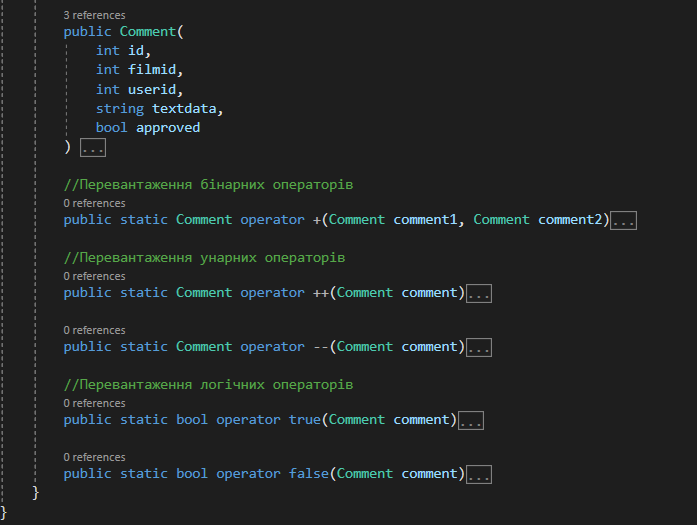 3 references
public Comment(
int id,
int filmid,
int userid,
string textdata,
bool approved
) ...
//Перевантаження бінарних операторів
0 references
public static Comment operator +(Comment comment1, Comment comment2)...
//Перевантаження унарних операторів
0 references
public static Comment operator ++(Comment comment)...
0 references
public static Comment operator --(Comment comment)...
//Перевантаження логічних операторів
0 references
public static bool operator true(Comment comment)...
0 references
public static bool operator false(Comment comment)...
}
}